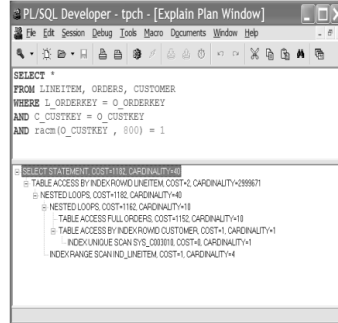 PL/SQL Developer - tpch - [Explain Plan Window]
File Edit Session Debug Tools Macro Documents Window Help
SELECT *
FROM LINEITEM, ORDERS, CUSTOMER
WHERE L_ORDERKEY = O_ORDERKEY
AND C_CUSTKEY = O_CUSTKEY
AND racm(O_CUSTKEY , 800) = 1
SELECT STATEMENT, COST=1182, CARDINALITY=40
TABLE ACCESS BY INDEX ROWID LINEITEM, COST=2, CARDINALITY=2999671
NESTED LOOPS, COST=1182, CARDINALITY=40
NESTED LOOPS, COST=1162, CARDINALITY=10
TABLE ACCESS FULL ORDERS, COST=1152, CARDINALITY=10
TABLE ACCESS BY INDEX ROWID CUSTOMER, COST=1, CARDINALITY=1
INDEX UNIQUE SCAN SYS_C003010, COST=0, CARDINALITY=1
INDEX RANGE SCAN IND_LINEITEM, COST=1, CARDINALITY=4